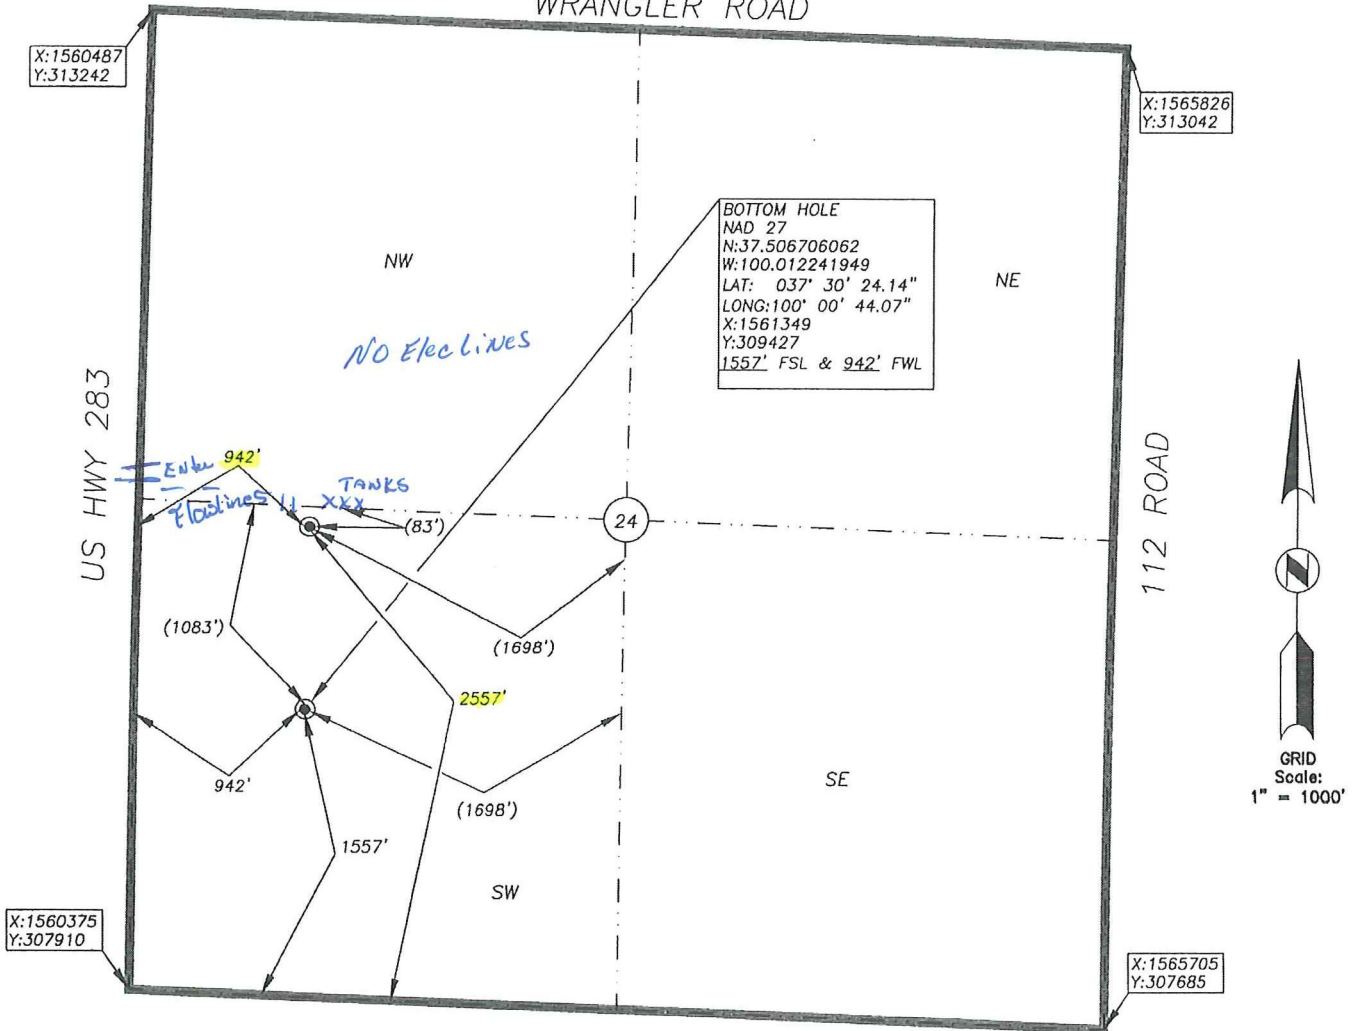 WRANGLER ROAD
X:1560487
Y:313242
X:1565826
Y:313042
BOTTOM HOLE
NAD 27
N:37.506706062
W:100.012241949
LAT: 037° 30' 24.14"
LONG:100° 00' 44.07"
X:1561349
Y:309427
1557' FSL & 942' FWL
NW
NE
NO Elec Lines
US HWY 283
112 ROAD
942'
TANKS
Flowlines
XXX
(83')
24
(1083')
(1698')
2557'
N
942'
(1698')
1557'
SE
SW
GRID
Scale:
1" = 1000'
X:1560375
Y:307910
X:1565705
Y:307685